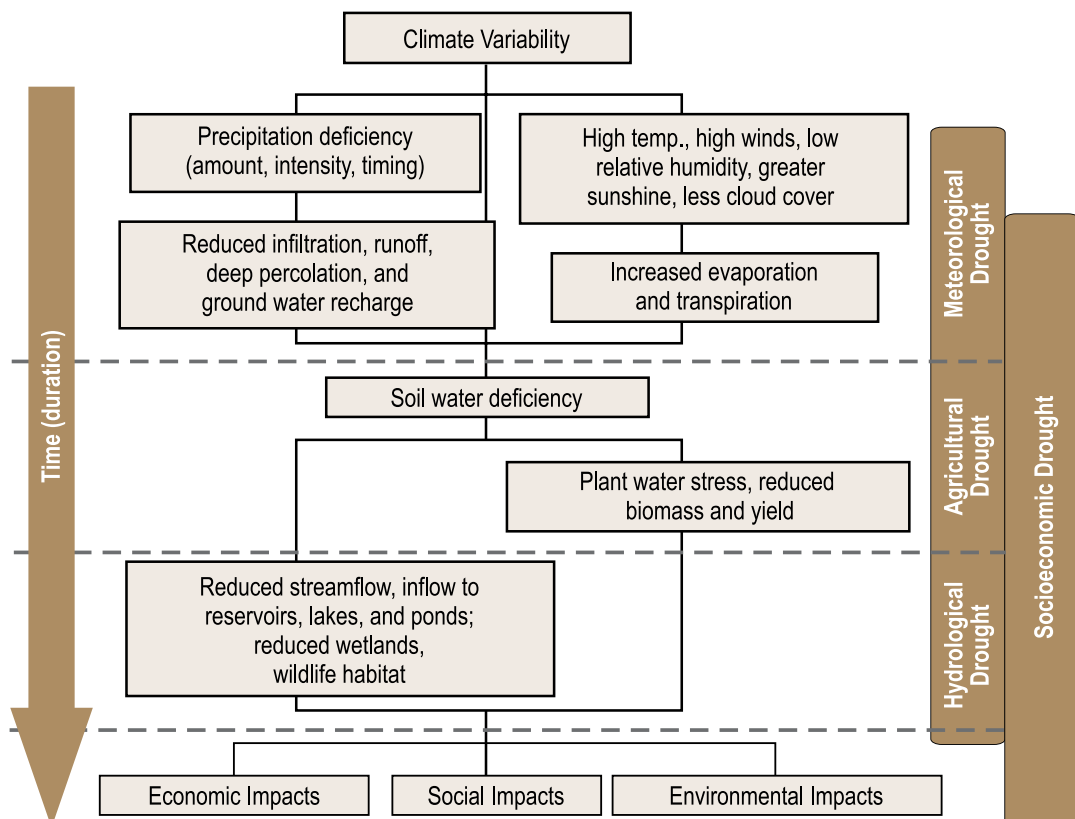 Climate Variability
Precipitation deficiency
(amount, intensity, timing)
High temp., high winds, low
relative humidity, greater
sunshine, less cloud cover
Reduced infiltration, runoff,
deep percolation, and
ground water recharge
Increased evaporation
and transpiration
Soil water deficiency
Plant water stress, reduced
biomass and yield
Reduced streamflow, inflow to
reservoirs, lakes, and ponds;
reduced wetlands,
wildlife habitat
Economic Impacts
Social Impacts
Environmental Impacts
Time (duration)
Meteorological
Drought
Agricultural
Drought
Hydrological
Drought
Socioeconomic Drought